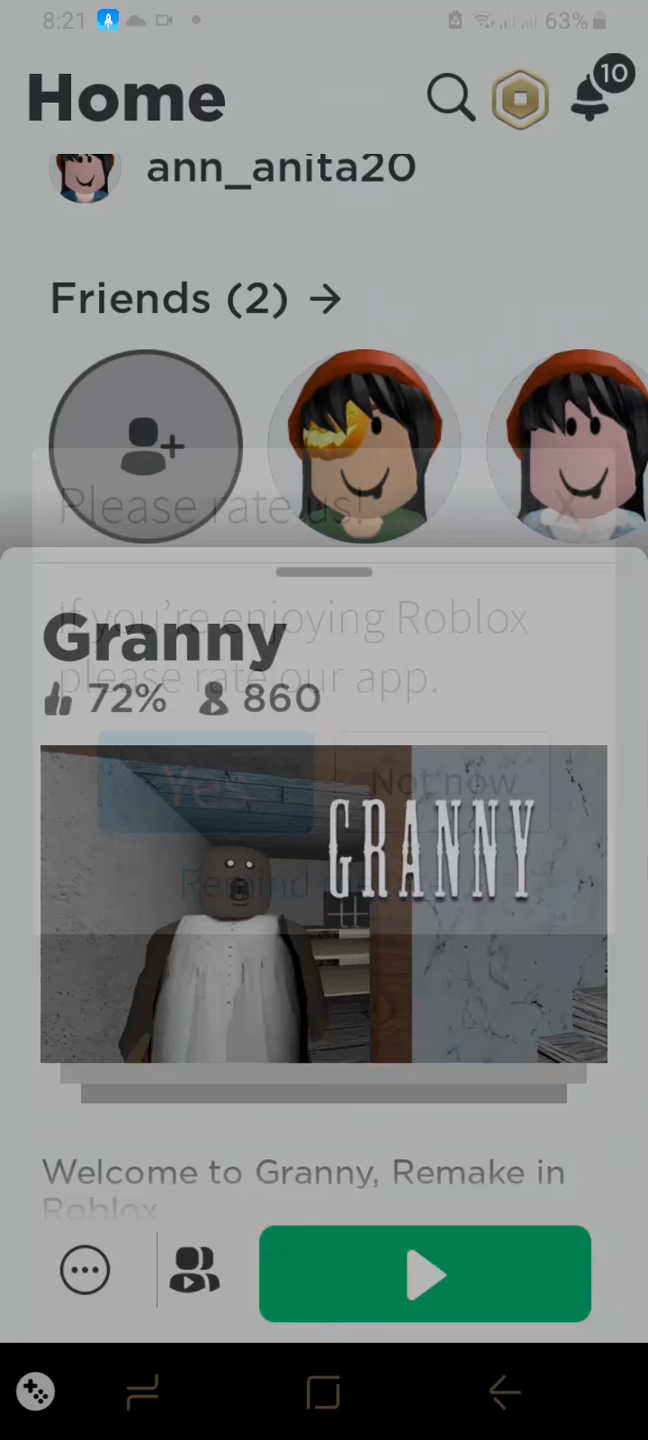 8:21 63%
Home 10
ann_anita20
Friends (2) →
Please rate us! X
If you're enjoying Roblox
please rate our app.
Granny
72% 860
Yes Not now
Remind
GRANNY
Welcome to Granny, Remake in
Roblox